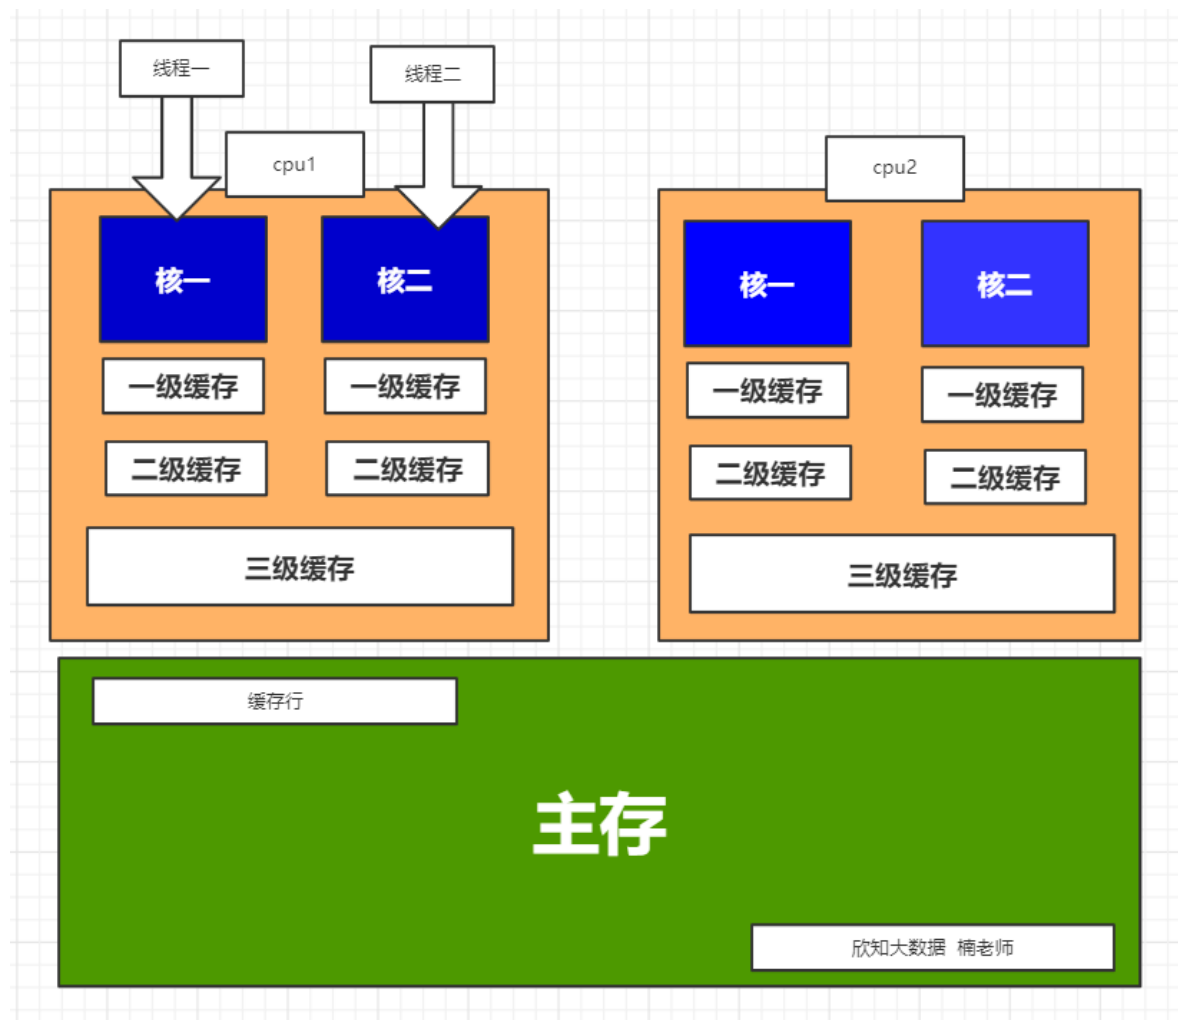 线程一
线程二
cpu1
核一
核二
一级缓存
一级缓存
二级缓存
二级缓存
三级缓存
cpu2
核一
核二
一级缓存
一级缓存
二级缓存
二级缓存
三级缓存
缓存行
主存
欣知大数据 楠老师